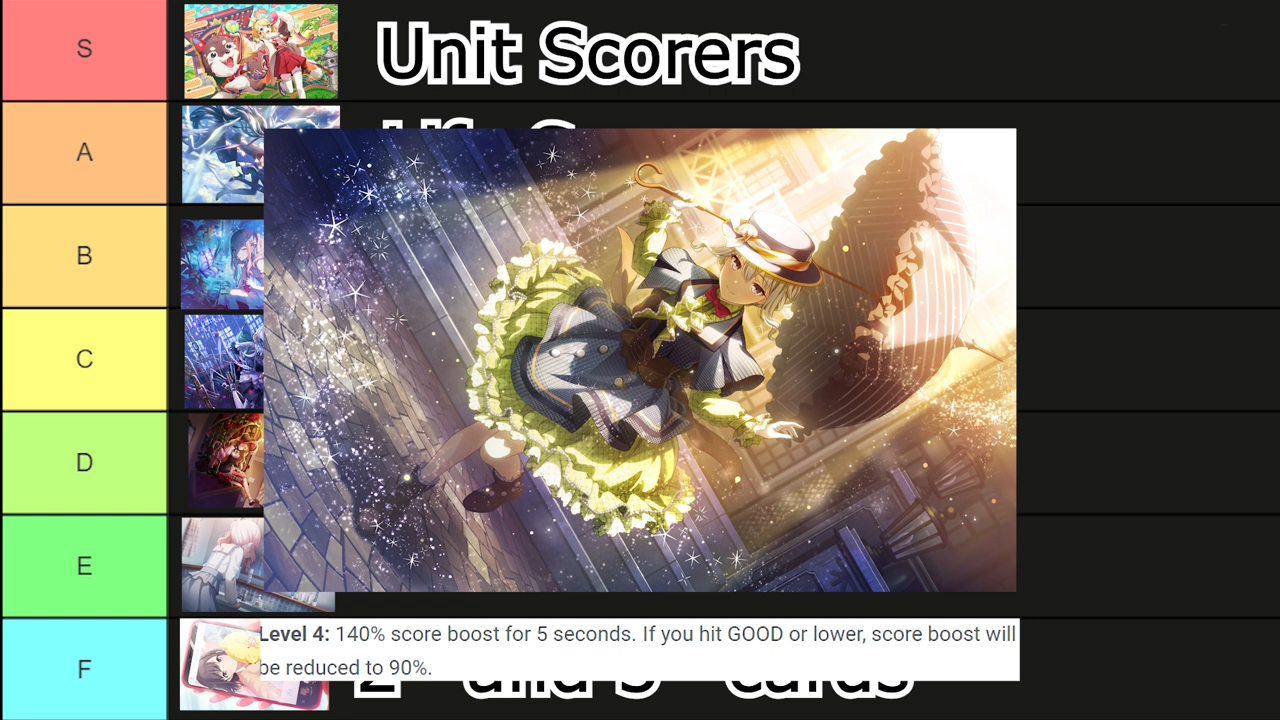 S
Unit Scorers
A
B
C
D
E
Level 4: 140% score boost for 5 seconds. If you hit GOOD or lower, score boost will
be reduced to 90%.
F